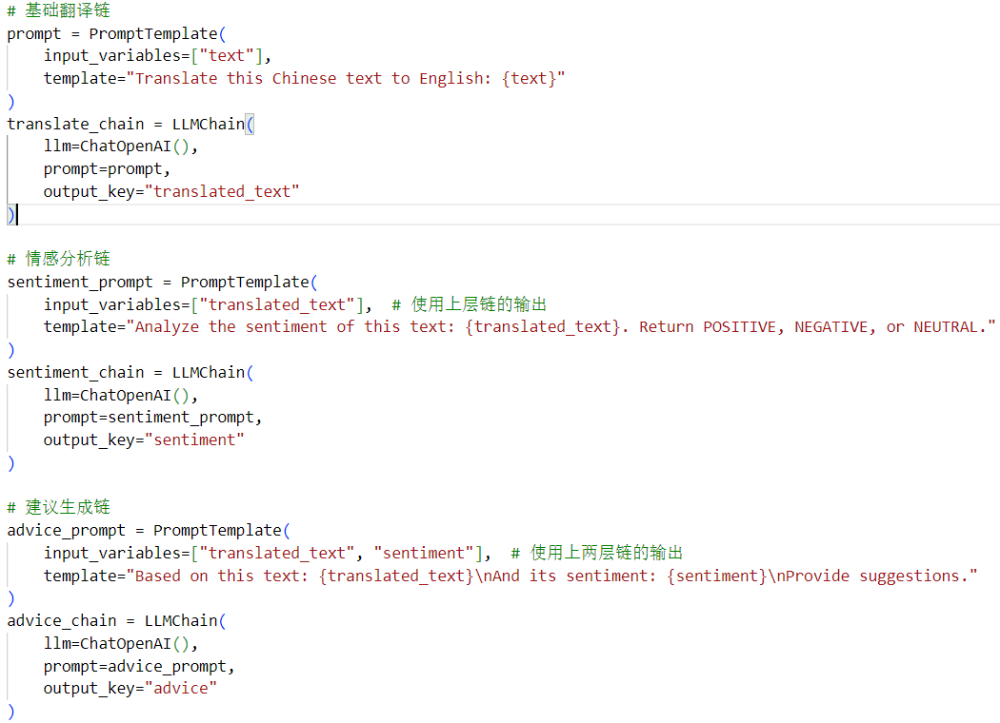 # 基础翻译链
prompt = PromptTemplate(
    input_variables=["text"],
    template="Translate this Chinese text to English: {text}"
)
translate_chain = LLMChain(
    llm=ChatOpenAI(),
    prompt=prompt,
    output_key="translated_text"
)

# 情感分析链
sentiment_prompt = PromptTemplate(
    input_variables=["translated_text"],  # 使用上层链的输出
    template="Analyze the sentiment of this text: {translated_text}. Return POSITIVE, NEGATIVE, or NEUTRAL."
)
sentiment_chain = LLMChain(
    llm=ChatOpenAI(),
    prompt=sentiment_prompt,
    output_key="sentiment"
)

# 建议生成链
advice_prompt = PromptTemplate(
    input_variables=["translated_text", "sentiment"],  # 使用上两层链的输出
    template="Based on this text: {translated_text}\nAnd its sentiment: {sentiment}\nProvide suggestions."
)
advice_chain = LLMChain(
    llm=ChatOpenAI(),
    prompt=advice_prompt,
    output_key="advice"
)